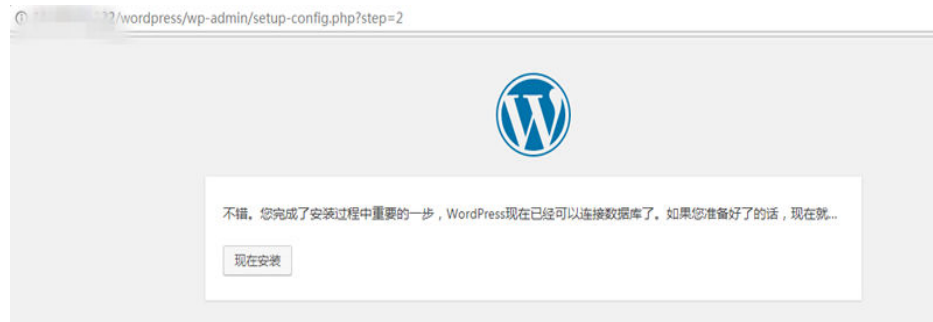 /wordpress/wp-admin/setup-config.php?step=2
不错。您完成了安装过程中重要的一步，WordPress现在已经可以连接数据库了。如果您准备好了的话，现在就...
现在安装